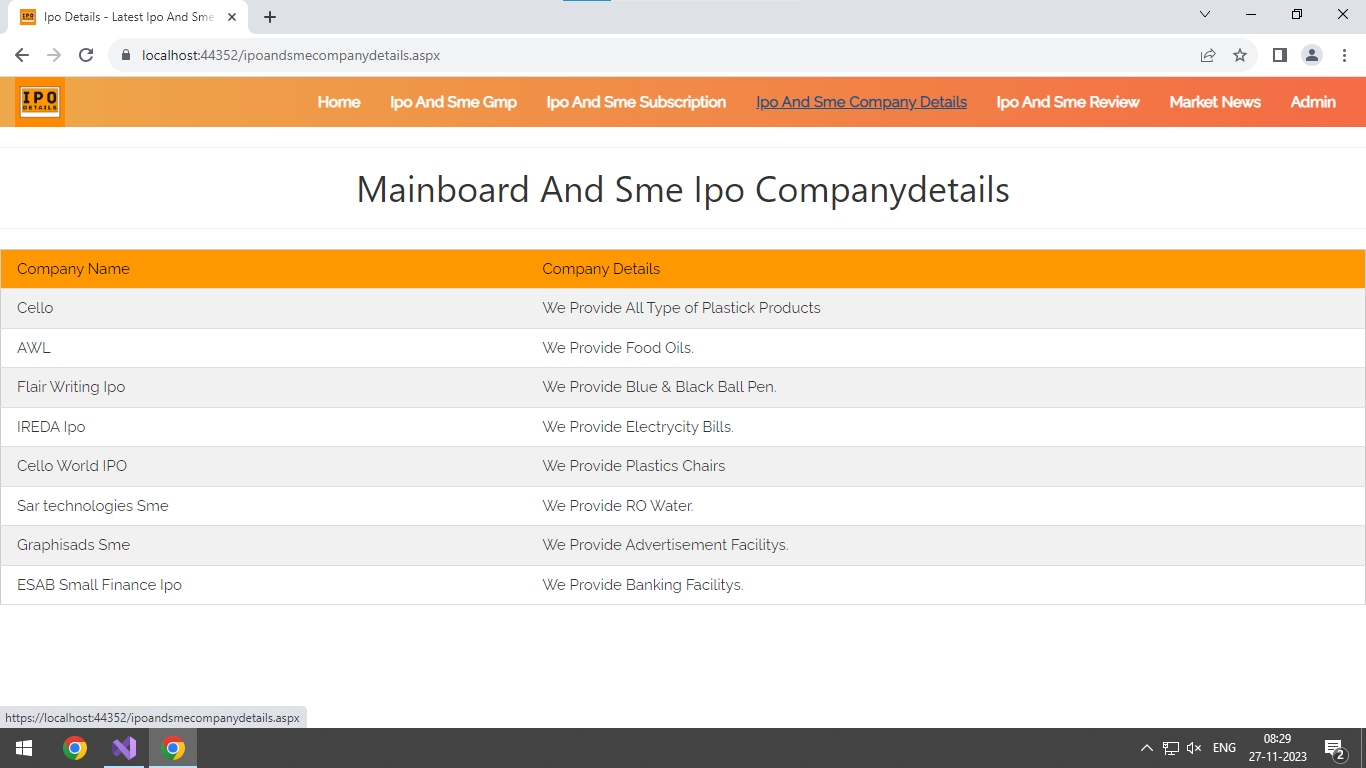 Ipo Details - Latest Ipo And Sme
localhost:44352/ipoandsmecompanydetails.aspx
IPO
DETAILS
Home Ipo And Sme Gmp Ipo And Sme Subscription Ipo And Sme Company Details Ipo And Sme Review Market News Admin
Mainboard And Sme Ipo Companydetails
Company Name Company Details
Cello We Provide All Type of Plastick Products
AWL We Provide Food Oils.
Flair Writing Ipo We Provide Blue & Black Ball Pen.
IREDA Ipo We Provide Electrycity Bills.
Cello World IPO We Provide Plastics Chairs
Sar technologies Sme We Provide RO Water.
Graphisads Sme We Provide Advertisement Facilitys.
ESAB Small Finance Ipo We Provide Banking Facilitys.
https://localhost:44352/ipoandsmecompanydetails.aspx
ENG
08:29
27-11-2023
2